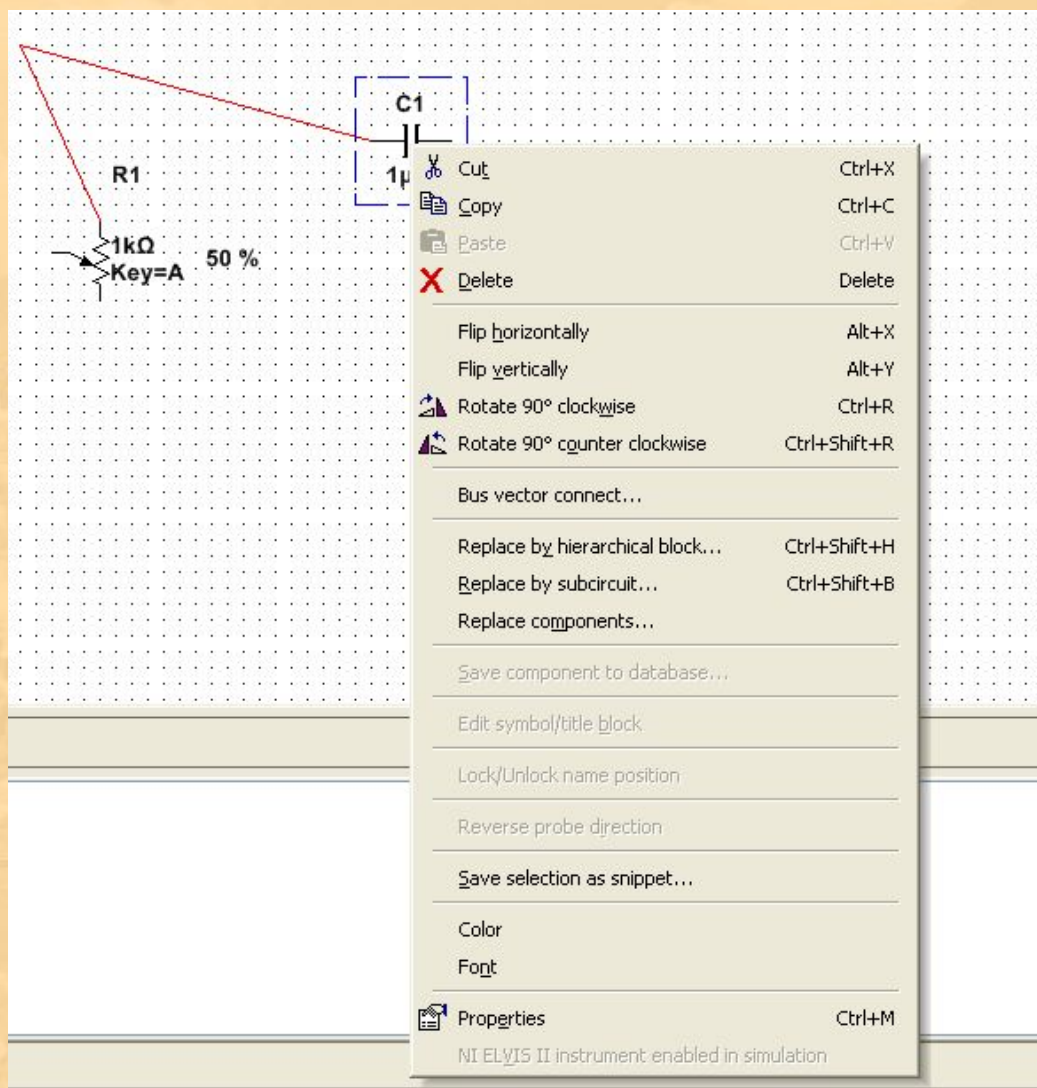 C1
R1
1kΩ
50 %
Key=A
Cut Ctrl+X
Copy Ctrl+C
Paste Ctrl+V
Delete Delete
Flip horizontally Alt+X
Flip vertically Alt+Y
Rotate 90° clockwise Ctrl+R
Rotate 90° counter clockwise Ctrl+Shift+R
Bus vector connect...
Replace by hierarchical block... Ctrl+Shift+H
Replace by subcircuit... Ctrl+Shift+B
Replace components...
Save component to database...
Edit symbol/title block
Lock/Unlock name position
Reverse probe direction
Save selection as snippet...
Color
Font
Properties Ctrl+M
NI ELVIS II instrument enabled in simulation